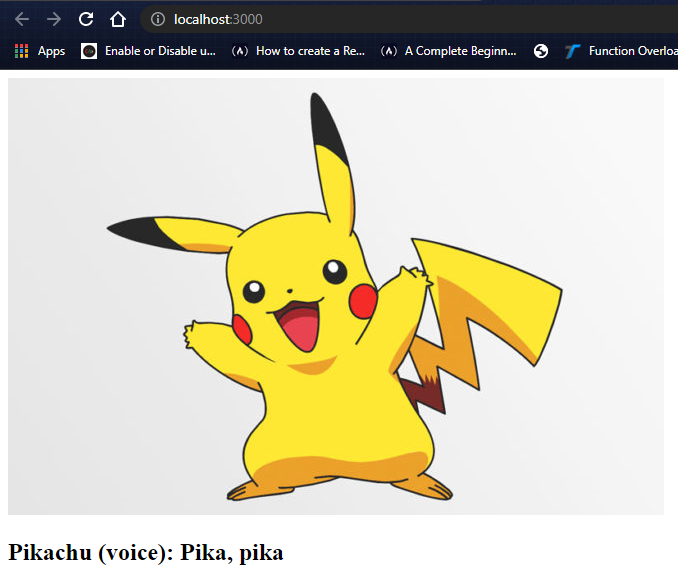 localhost:3000
Apps Enable or Disable u... How to create a Re... A Complete Beginn... Function Overloa
Pikachu (voice): Pika, pika